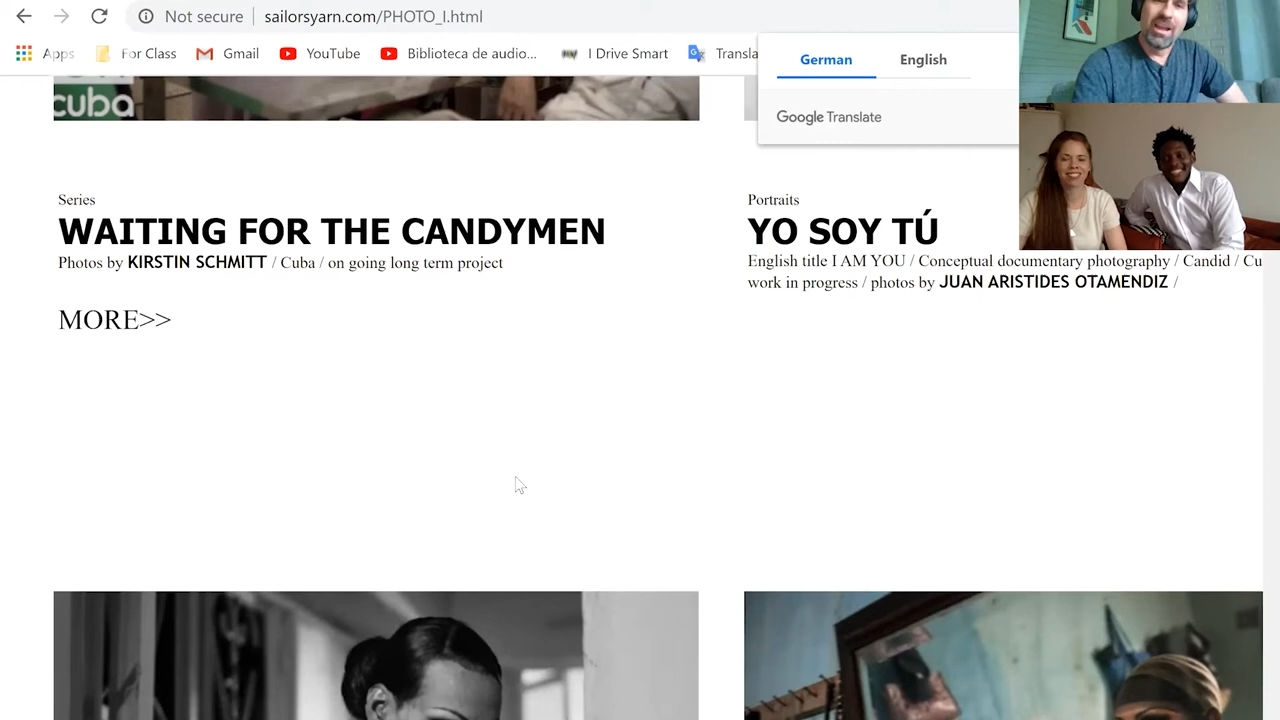 Not secure
sailorsyarn.com/PHOTO_I.html
Apps
For Class
Gmail
YouTube
Biblioteca de audio...
I Drive Smart
Transla
German
English
Google Translate
cuba
Series
WAITING FOR THE CANDYMEN
Photos by KIRSTIN SCHMITT / Cuba / on going long term project
MORE>>
Portraits
YO SOY TÚ
English title I AM YOU / Conceptual documentary photography / Candid / Cu
work in progress / photos by JUAN ARISTIDES OTAMENDIZ /